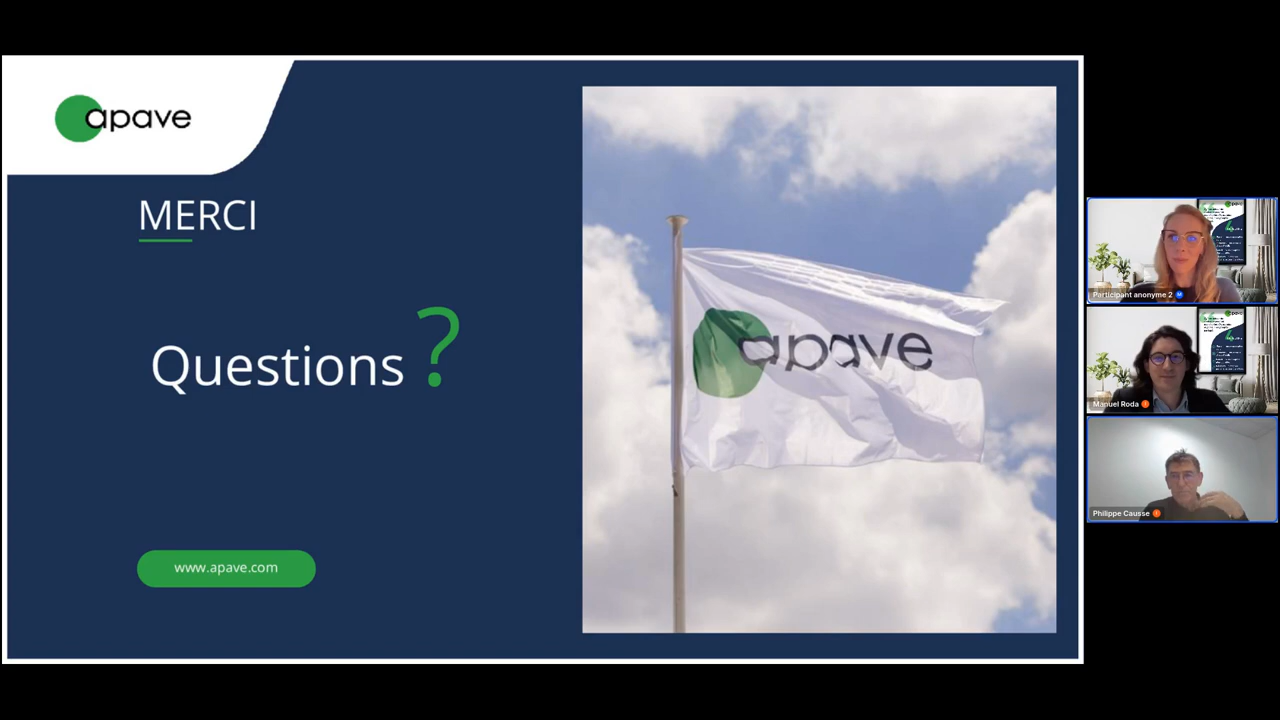 apave
MERCI
Questions ?
www.apave.com
apave
Participant anonyme 2
Manuel Roda
Philippe Causse